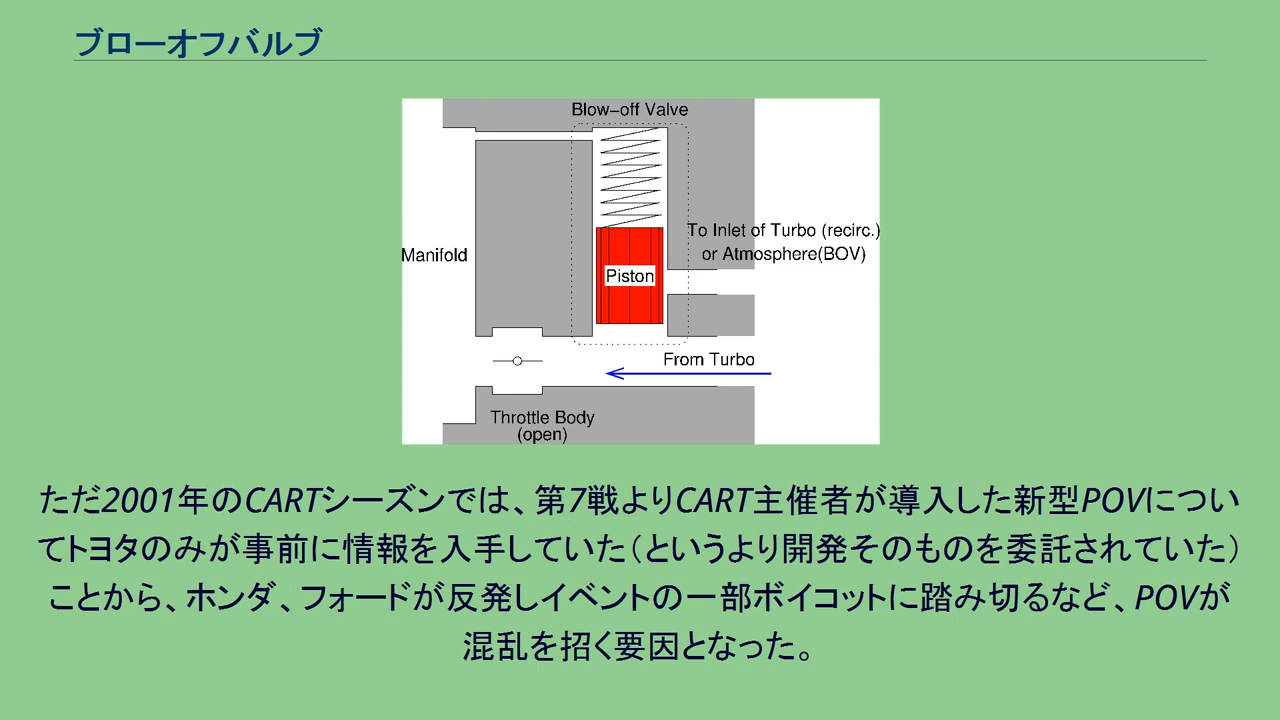 ブローオフバルブ
Blow-off Valve
To Inlet of Turbo (recirc.)
or Atmosphere(BOV)
Manifold
Piston
From Turbo
Throttle Body
(open)
ただ2001年のCARTシーズンでは、第7戦よりCART主催者が導入した新型POVについ
てトヨタのみが事前に情報を入手していた（というより開発そのものを委託されていた）
ことから、ホンダ、フォードが反発しイベントの一部ボイコットに踏み切るなど、POVが
混乱を招く要因となった。